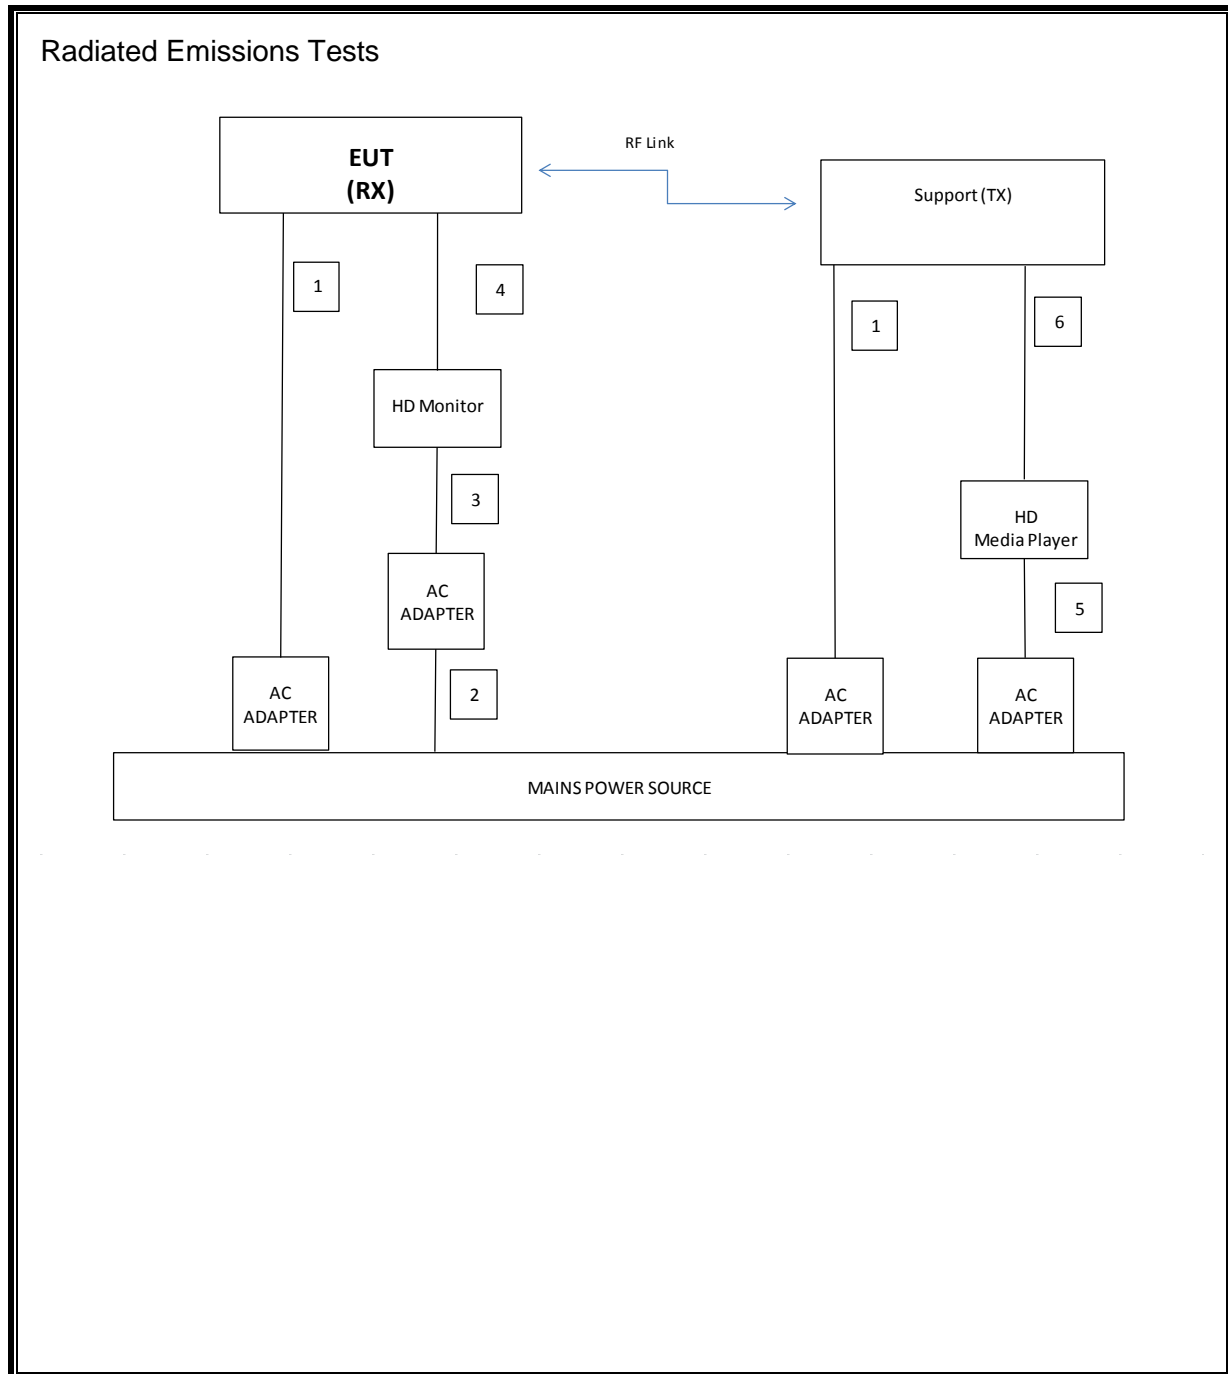 Radiated Emissions Tests
EUT
(RX)
RF Link
Support (TX)
1
4
1
6
HD Monitor
3
HD
Media Player
AC
ADAPTER
5
2
AC
ADAPTER
AC
ADAPTER
AC
ADAPTER
MAINS POWER SOURCE